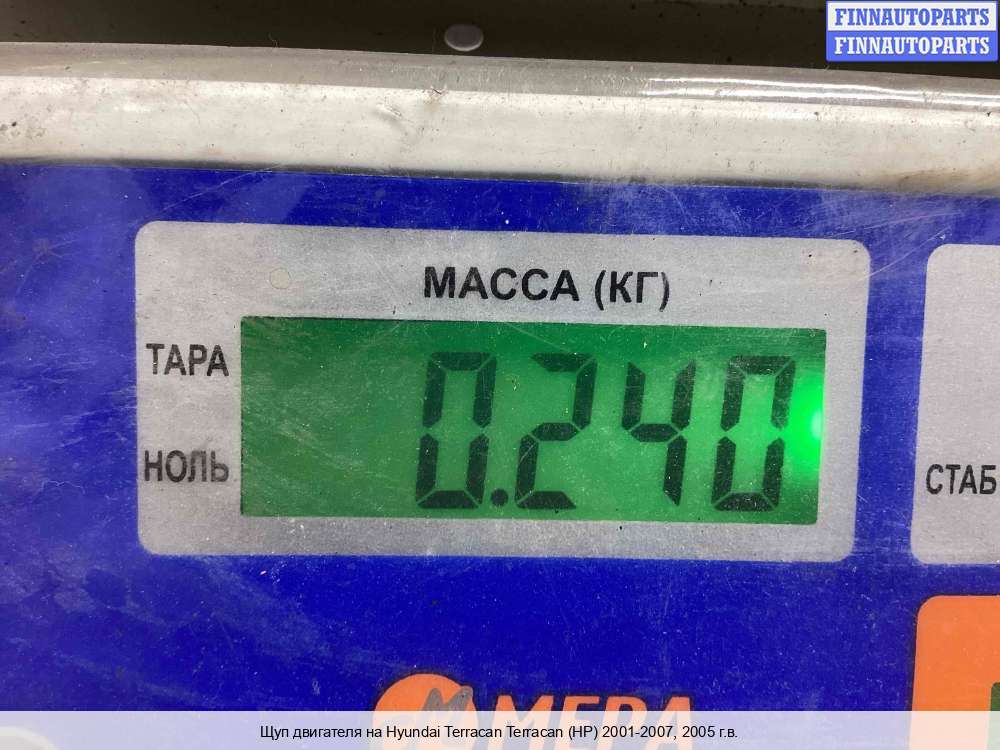 FINNAUTOPARTS
FINNAUTOPARTS
МАССА (КГ)
ТАРА
0.240
НОЛЬ
СТАБ
МЕРА
Щуп двигателя на Hyundai Terracan Terracan (HP) 2001-2007, 2005 г.в.